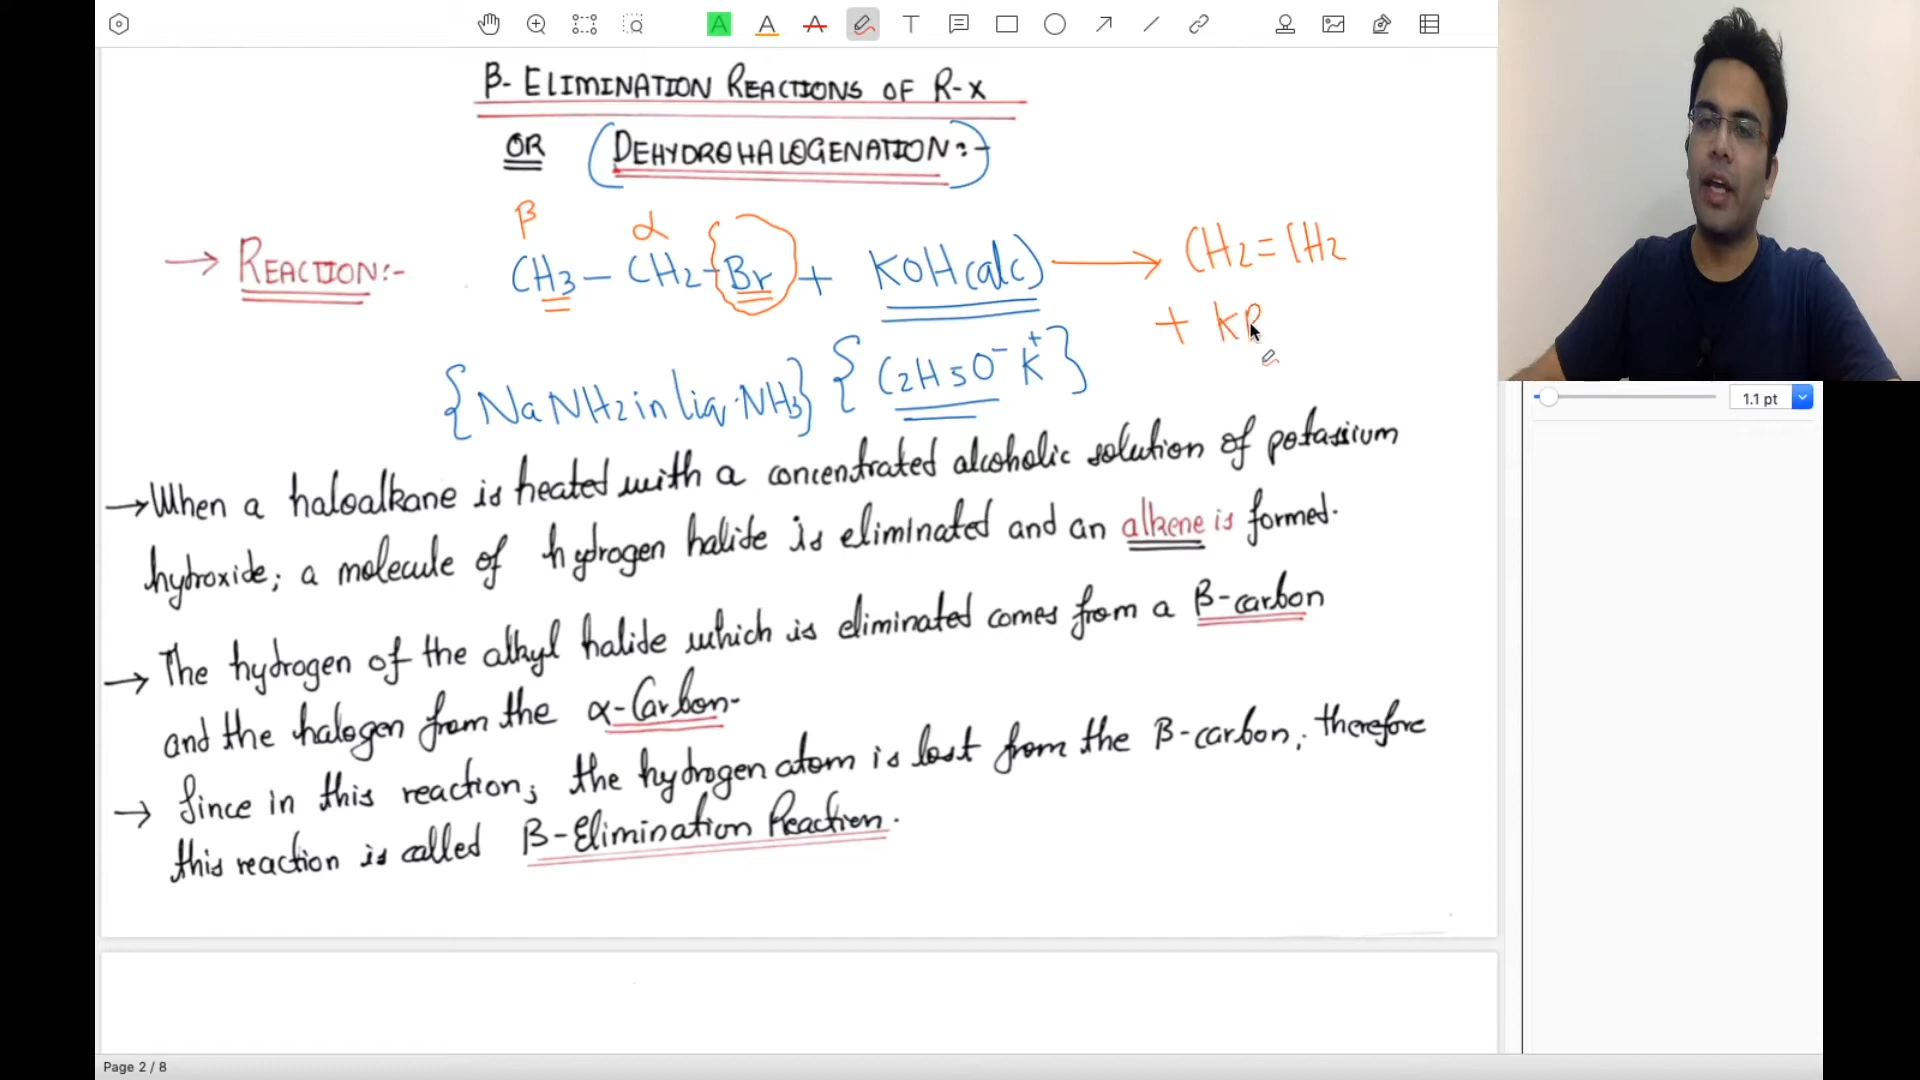 β- ELIMINATION REACTIONS OF R-X
OR (DEHYDROHALOGENATION:-)
β α
→ REACTION:- CH3 – CH2 – Br + KOH(alc) → CH2 = CH2
+ K
{NaNH2 in liq. NH3} {C2H5O⁻ K⁺}
→ When a haloalkane is heated with a concentrated alcoholic solution of potassium
hydroxide; a molecule of hydrogen halide is eliminated and an alkene is formed.
→ The hydrogen of the alkyl halide which is eliminated comes from a β-carbon
and the halogen from the α-Carbon-
→ Since in this reaction; the hydrogen atom is lost from the β-carbon; therefore
this reaction is called β-Elimination Reaction.
1.1 pt
Page 2 / 8